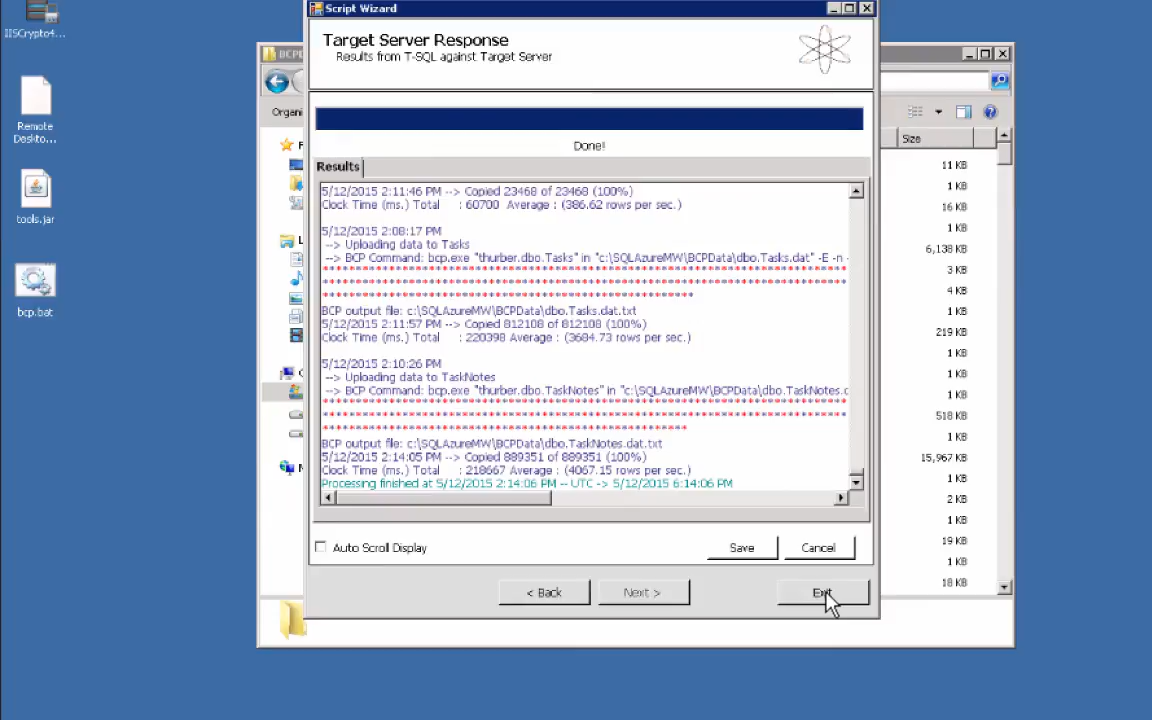 IISCrypto4...
Remote
Deskto...
tools.jar
bcp.bat
Script Wizard
Target Server Response
Results from T-SQL against Target Server
Done!
Results
5/12/2015 2:11:46 PM --> Copied 23468 of 23468 (100%)
Clock Time (ms.) Total : 60700 Average : (386.62 rows per sec.)
5/12/2015 2:08:17 PM
--> Uploading data to Tasks
--> BCP Command: bcp.exe "thurber.dbo.Tasks" in "c:\SQLAzureMW\BCPData\dbo.Tasks.dat" -E -n -
BCP output file: c:\SQLAzureMW\BCPData\dbo.Tasks.dat.txt
5/12/2015 2:11:57 PM --> Copied 812108 of 812108 (100%)
Clock Time (ms.) Total : 220398 Average : (3684.73 rows per sec.)
5/12/2015 2:10:26 PM
--> Uploading data to TaskNotes
--> BCP Command: bcp.exe "thurber.dbo.TaskNotes" in "c:\SQLAzureMW\BCPData\dbo.TaskNotes.d
BCP output file: c:\SQLAzureMW\BCPData\dbo.TaskNotes.dat.txt
5/12/2015 2:14:05 PM --> Copied 889351 of 889351 (100%)
Clock Time (ms.) Total : 218667 Average : (4067.15 rows per sec.)
Processing finished at 5/12/2015 2:14:06 PM -- UTC -> 5/12/2015 6:14:06 PM
Auto Scroll Display
Save
Cancel
< Back
Next >
Exit
Organi
Size
11 KB
1 KB
16 KB
1 KB
6,138 KB
3 KB
4 KB
1 KB
219 KB
1 KB
1 KB
1 KB
518 KB
1 KB
15,967 KB
1 KB
2 KB
1 KB
19 KB
1 KB
18 KB